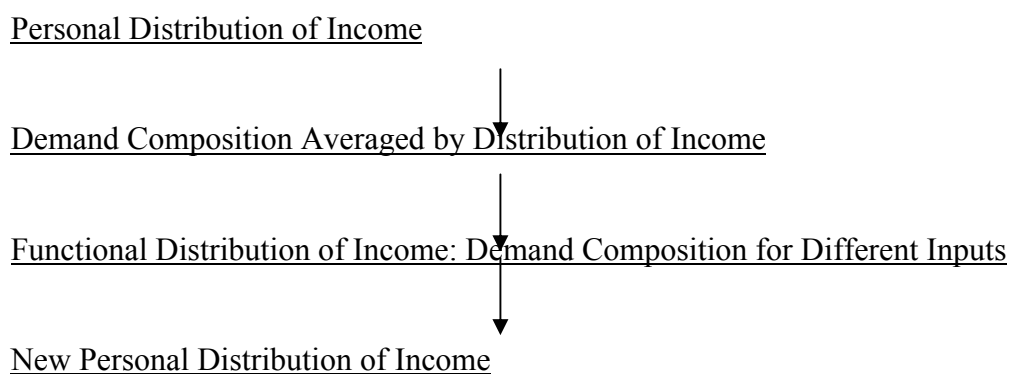 Personal Distribution of Income
Demand Composition Averaged by Distribution of Income
Functional Distribution of Income: Demand Composition for Different Inputs
New Personal Distribution of Income